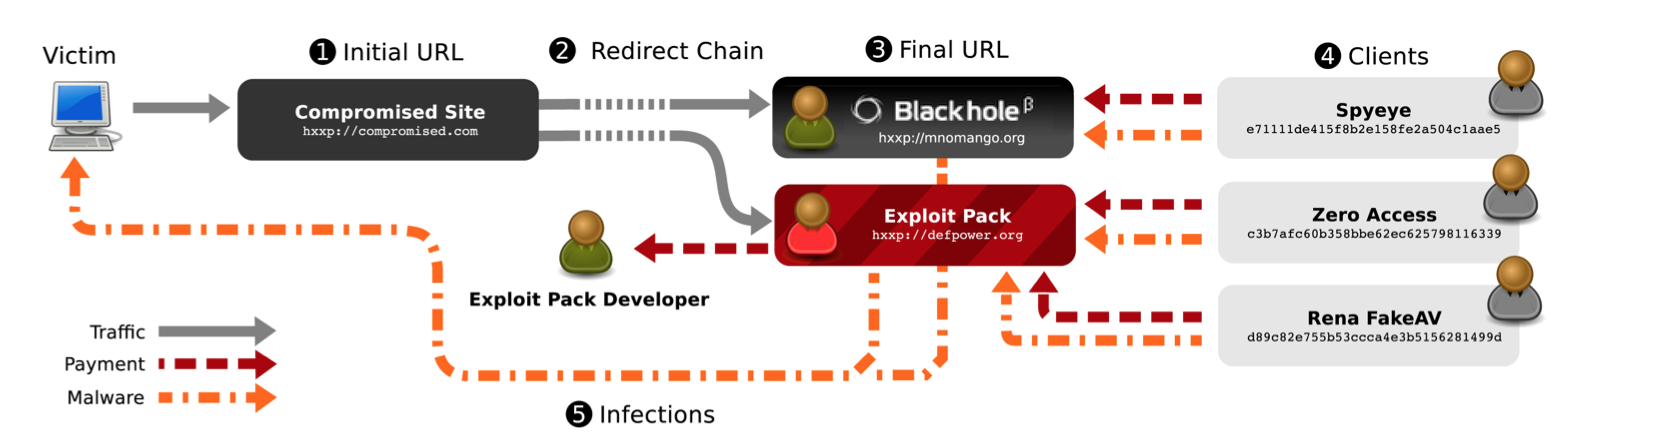 Victim
❶ Initial URL
❷ Redirect Chain
❸ Final URL
❹ Clients
Compromised Site
hxxp://compromised.com
Blackhole β
hxxp://mnomango.org
Spyeye
e71111de415f8b2e158fe2a504c1aae5
Exploit Pack
hxxp://defpower.org
Zero Access
c3b7afc60b358bbe62ec625798116339
Exploit Pack Developer
Rena FakeAV
d89c82e755b53ccca4e3b5156281499d
Traffic
Payment
Malware
❺ Infections